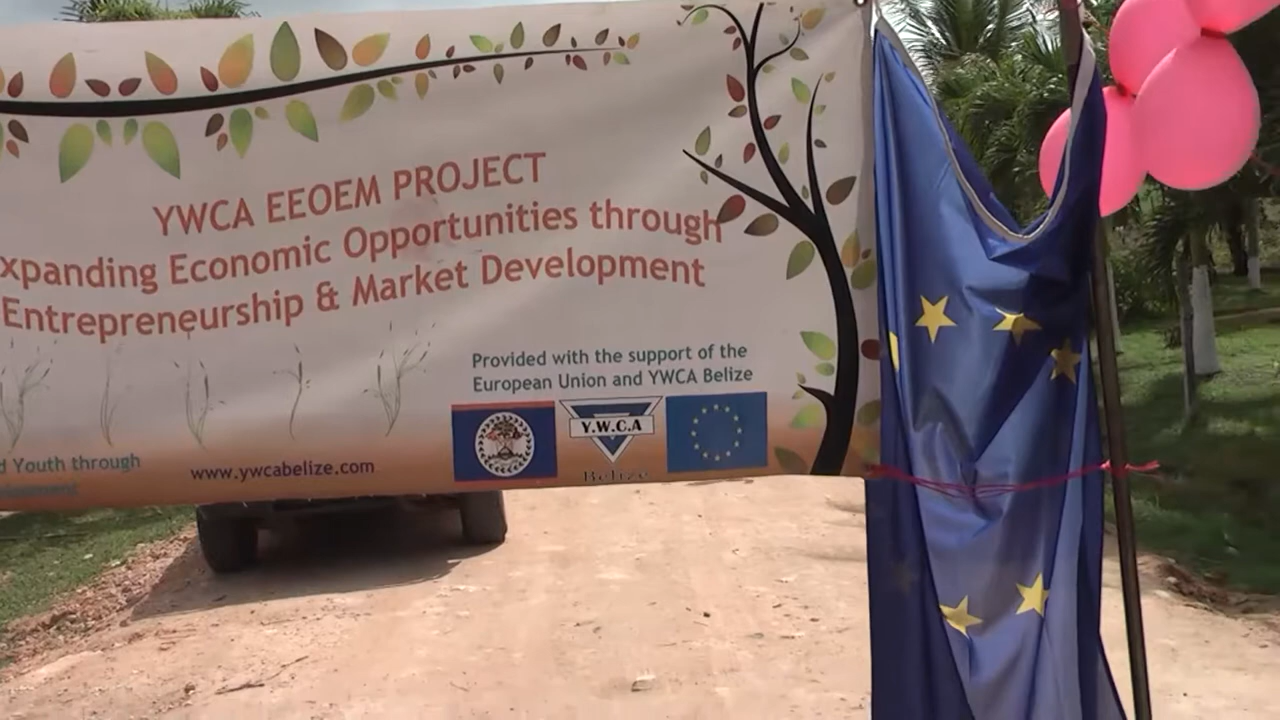 YWCA EEOEM PROJECT
xpanding Economic Opportunities through
Entrepreneurship & Market Development
Provided with the support of the
European Union and YWCA Belize
Y.W.C.A
Belize
d Youth through
www.ywcabelize.com